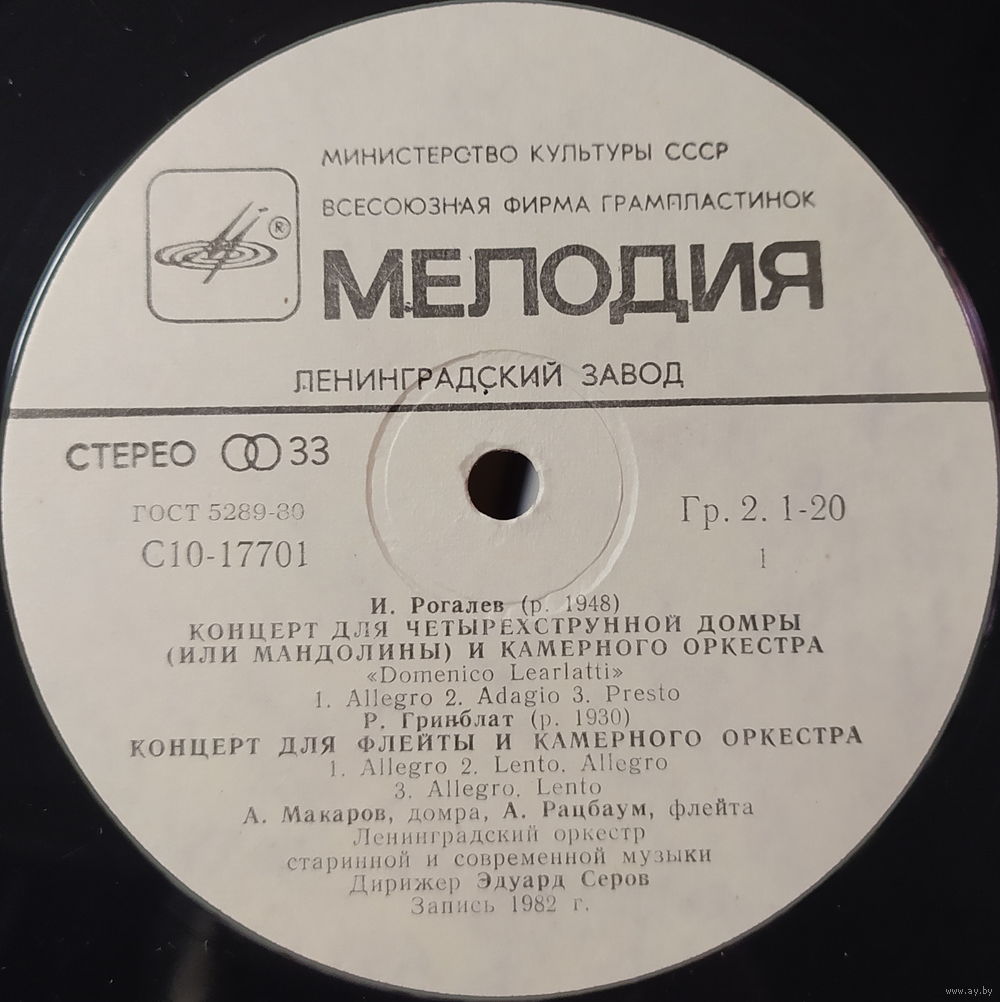 МИНИСТЕРСТВО КУЛЬТУРЫ СССР
ВСЕСОЮЗНАЯ ФИРМА ГРАМПЛАСТИНОК
®
МЕЛОДИЯ
ЛЕНИНГРАДСКИЙ ЗАВОД
СТЕРЕО 33
ГОСТ 5289-80
Гр. 2. 1-20
С10-17701
1
И. Рогалев (р. 1948)
КОНЦЕРТ ДЛЯ ЧЕТЫРЕХСТРУННОЙ ДОМРЫ
(ИЛИ МАНДОЛИНЫ) И КАМЕРНОГО ОРКЕСТРА
«Domenico Learlatti»
1. Allegro 2. Adagio 3. Presto
Р. Гринблат (р. 1930)
КОНЦЕРТ ДЛЯ ФЛЕЙТЫ И КАМЕРНОГО ОРКЕСТРА
1. Allegro 2. Lento. Allegro
3. Allegro. Lento
А. Макаров, домра, А. Рацбаум, флейта
Ленинградский оркестр
старинной и современной музыки
Дирижер Эдуард Серов
Запись 1982 г.
www.ay.by